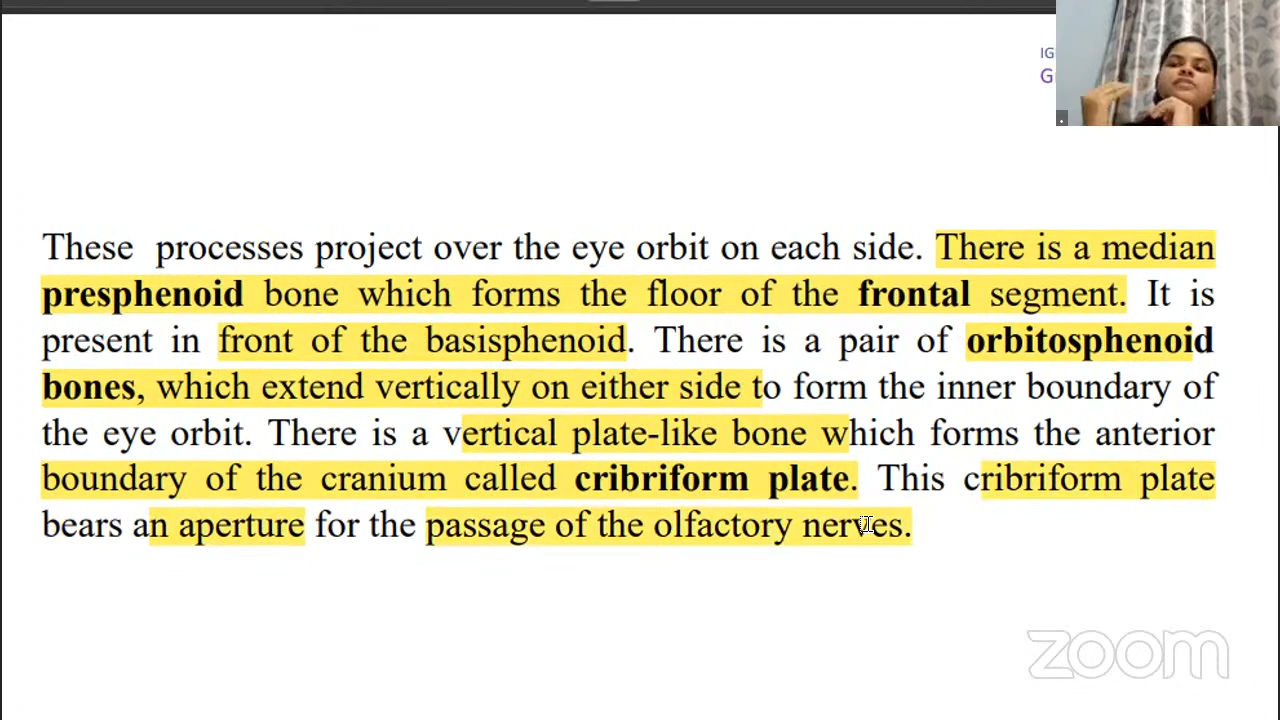 IG
G
These processes project over the eye orbit on each side. There is a median
presphenoid bone which forms the floor of the frontal segment. It is
present in front of the basisphenoid. There is a pair of orbitosphenoid
bones, which extend vertically on either side to form the inner boundary of
the eye orbit. There is a vertical plate-like bone which forms the anterior
boundary of the cranium called cribriform plate. This cribriform plate
bears an aperture for the passage of the olfactory nerves.
zoom